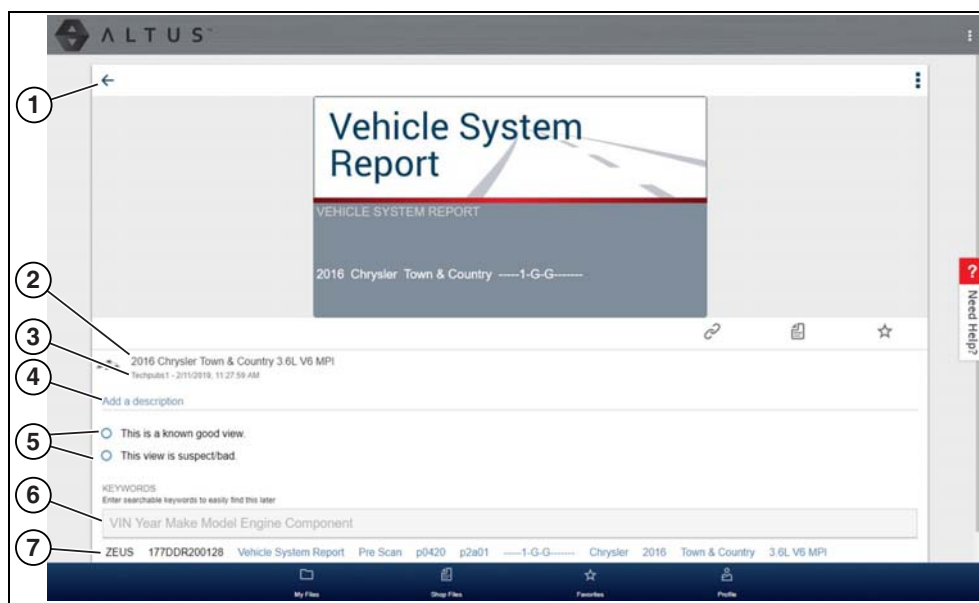 ALTUS
1
Vehicle System
Report
VEHICLE SYSTEM REPORT
2016 Chrysler Town & Country -----1-G-G-------
? Need Help?
2
2016 Chrysler Town & Country 3.6L V6 MPI
3
Techpubs1 - 2/11/2019, 11:27:59 AM
4
Add a description
5
This is a known good view.
This view is suspect/bad.
KEYWORDS
Enter searchable keywords to easily find this later
6
VIN Year Make Model Engine Component
7
ZEUS 177DDR200128 Vehicle System Report Pre Scan p0420 p2a01 -----1-G-G------- Chrysler 2016 Town & Country 3.6L V6 MPI
My Files Shop Files Favorites Profile